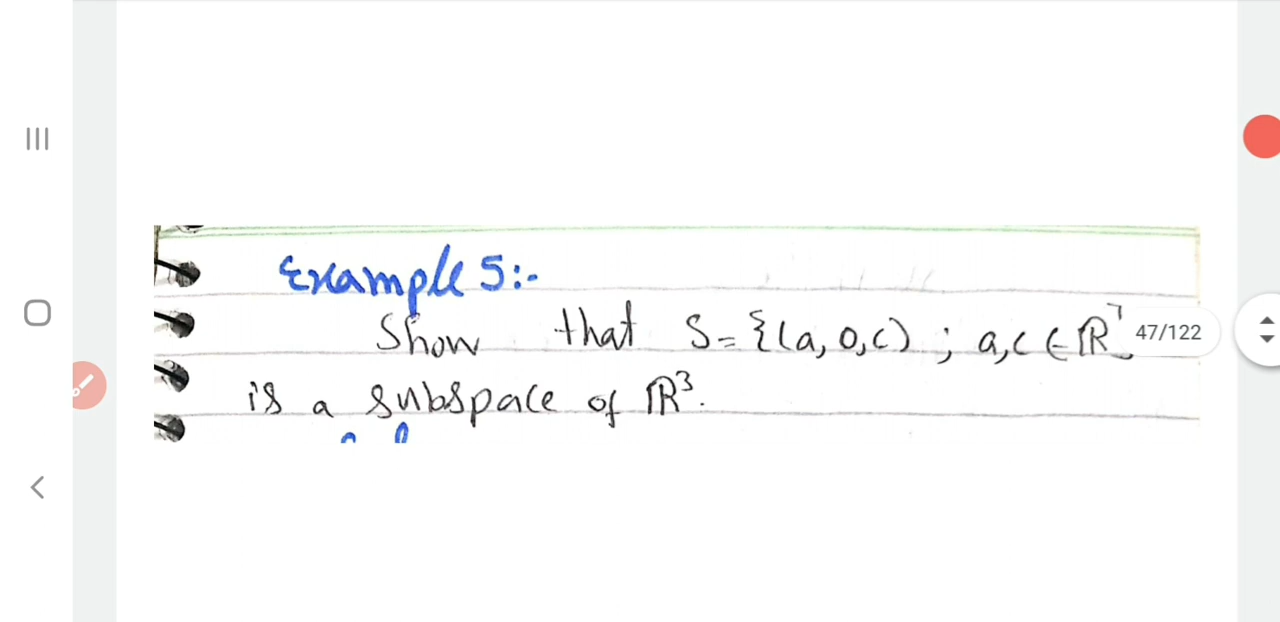 Example 5:-
Show that S = {(a, 0, c) ; a, c ∈ ℝ}
47/122
is a subspace of ℝ³.